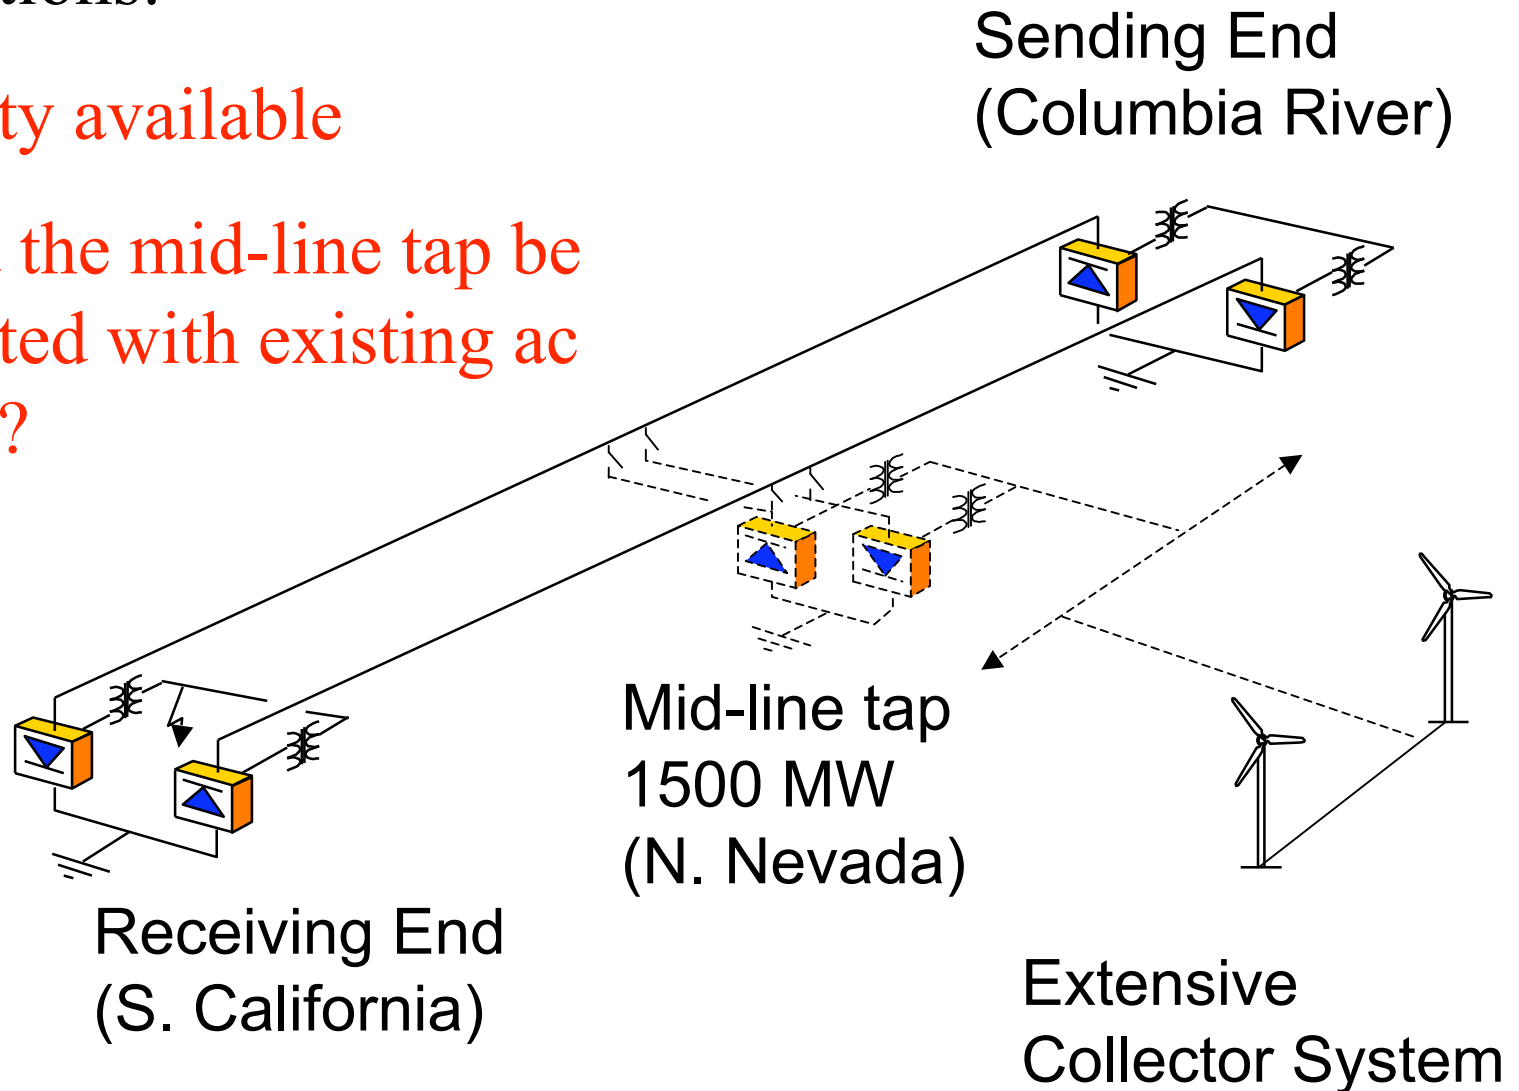 ty available
the mid-line tap be
ted with existing ac
?
Sending End
(Columbia River)
Mid-line tap
1500 MW
(N. Nevada)
Receiving End
(S. California)
Extensive
Collector System